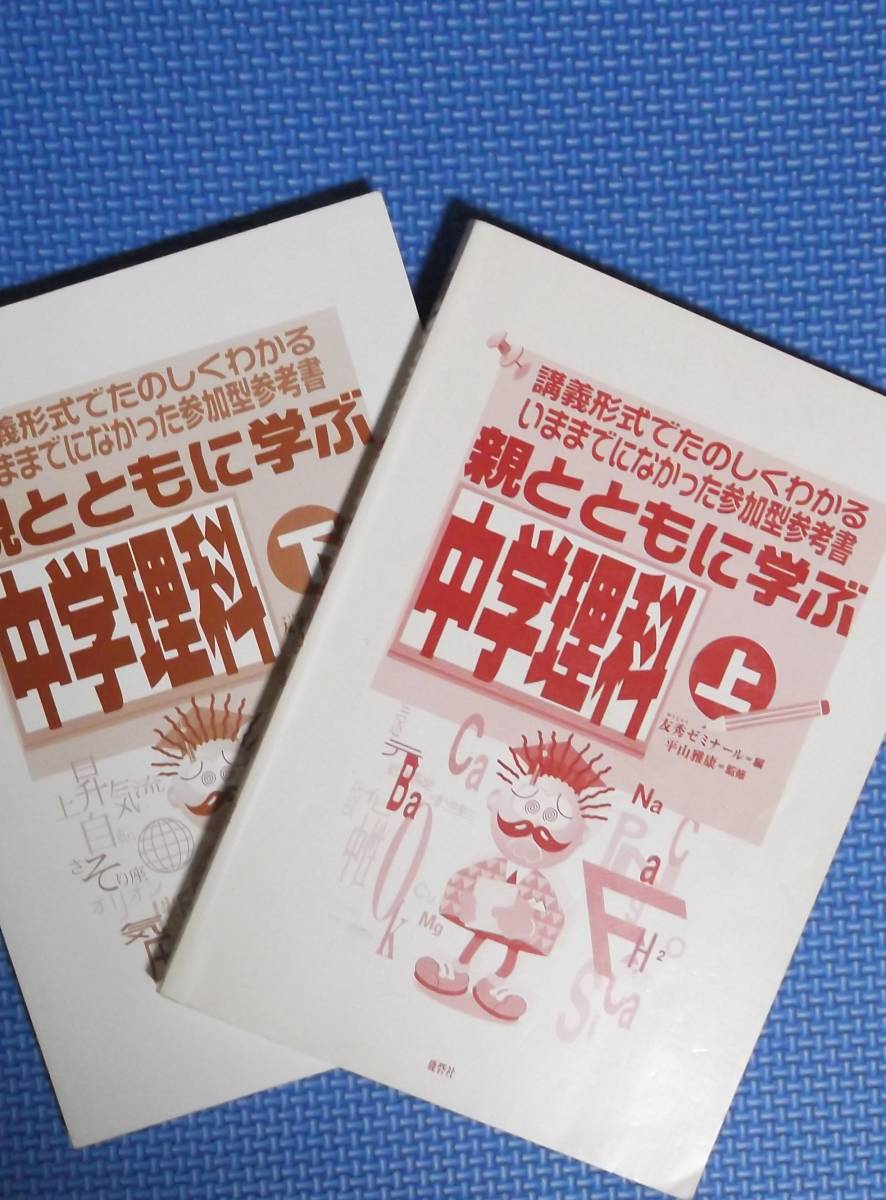 義形式でたのしくわかる
ままでになかった参加型参考書
親とともに学ぶ
中学理科
下
上昇気流
自
さそり座
オリオン
講義形式でたのしくわかる
いままでになかった参加型参考書
親とともに学ぶ
中学理科
上
友秀ゼミナール=編
平山雅康=監修
元
Ca
Ba
Na
a
C
O
Cu
Mg
k
F
H2
Si
Ca